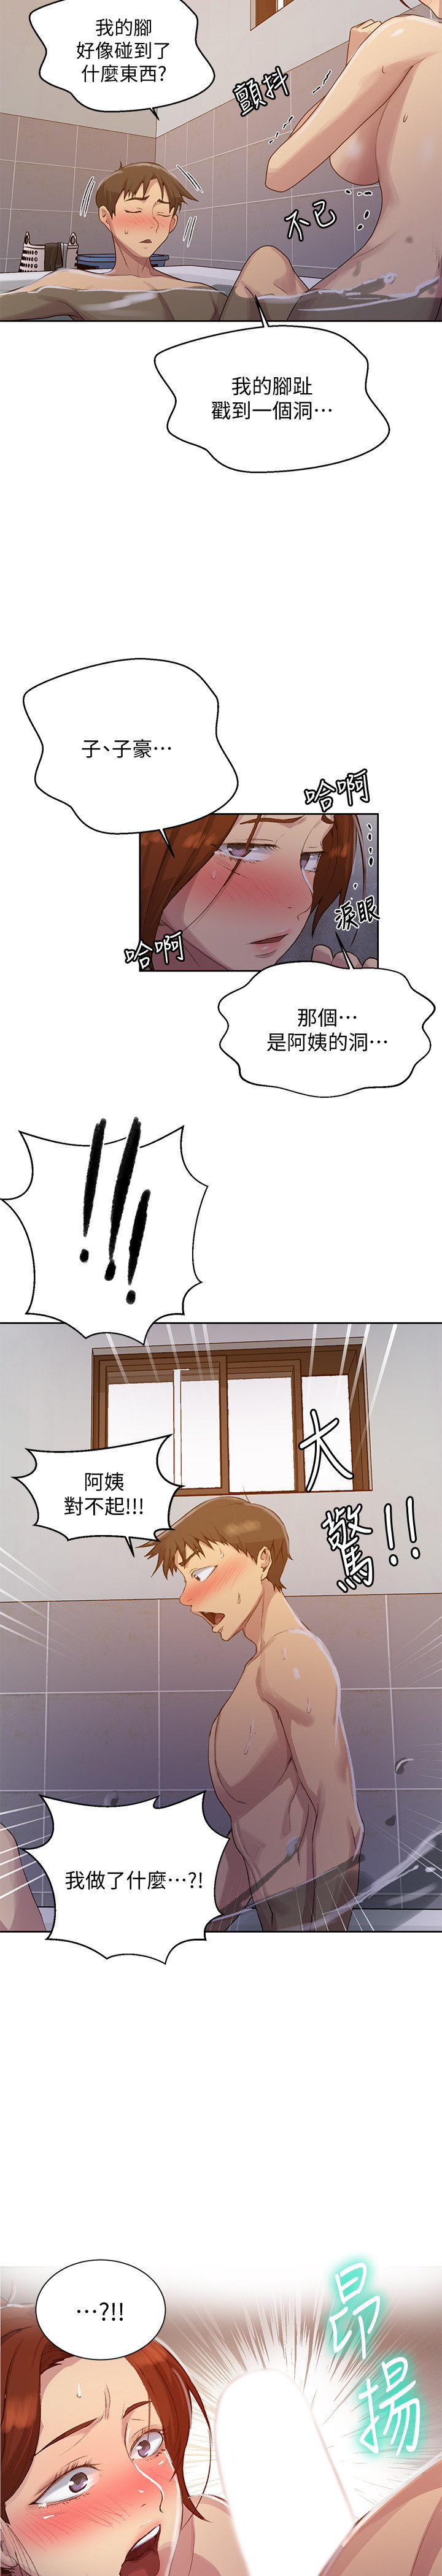 我的腳
好像碰到了
什麼東西?
顫抖
不已
我的腳趾
戳到一個洞…
子、子豪…
哈啊
淚眼
哈啊
那個…
是阿姨的洞…
!!!
阿姨
對不起!!!
大
驚!!
我做了什麼…?!
…?!!
昂
揚